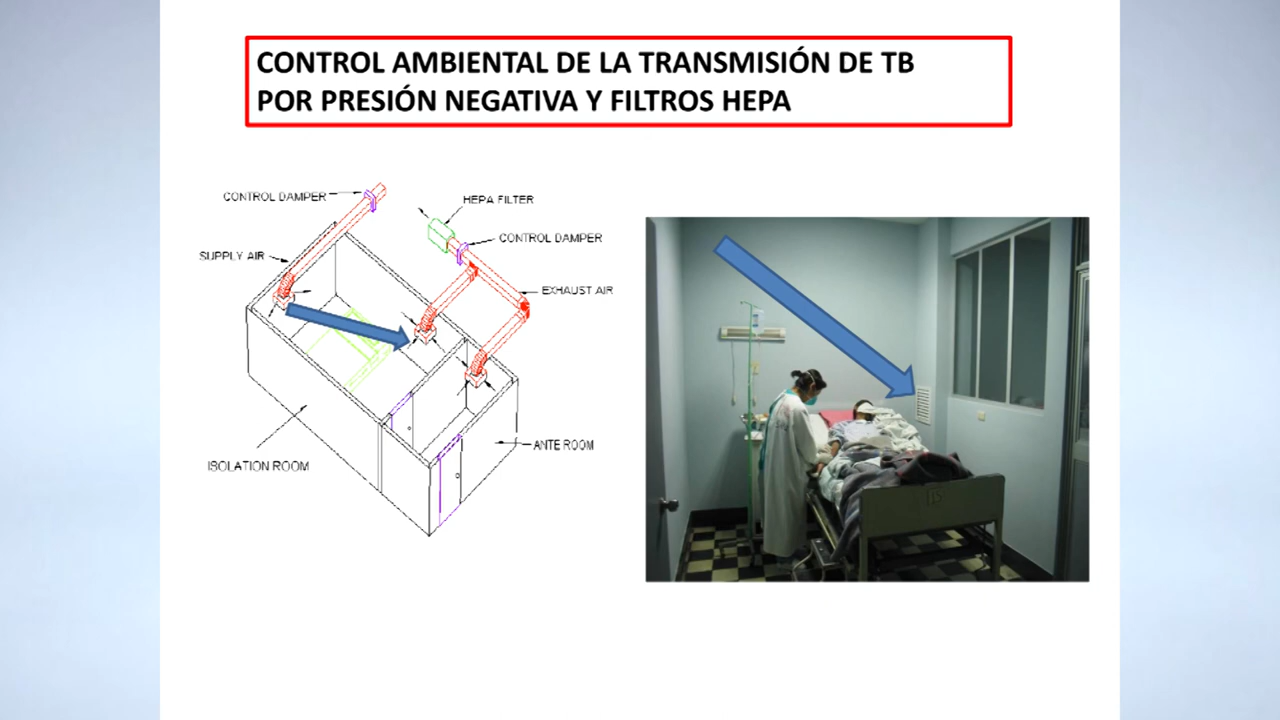 CONTROL AMBIENTAL DE LA TRANSMISIÓN DE TB
POR PRESIÓN NEGATIVA Y FILTROS HEPA
CONTROL DAMPER
HEPA FILTER
CONTROL DAMPER
SUPPLY AIR
EXHAUST AIR
ANTE ROOM
ISOLATION ROOM
15